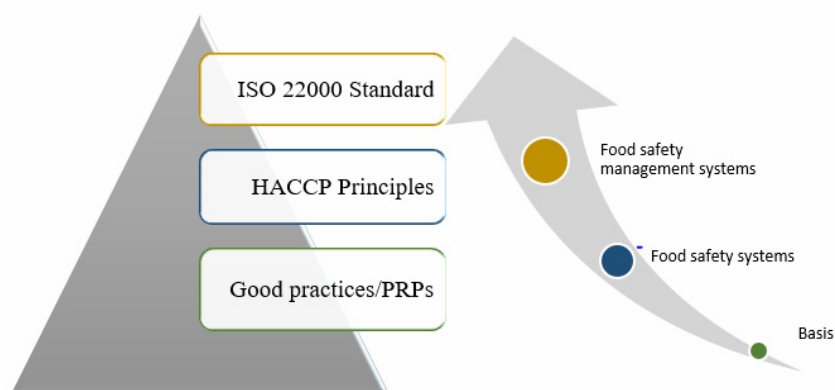 ISO 22000 Standard
HACCP Principles
Good practices/PRPs
Food safety
management systems
Food safety systems
Basis